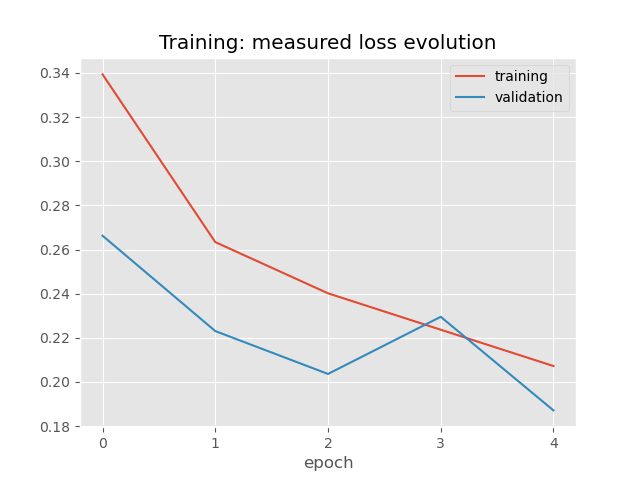 Training: measured loss evolution
training
validation
0.34
0.32
0.30
0.28
0.26
0.24
0.22
0.20
0.18
0 1 2 3 4
epoch